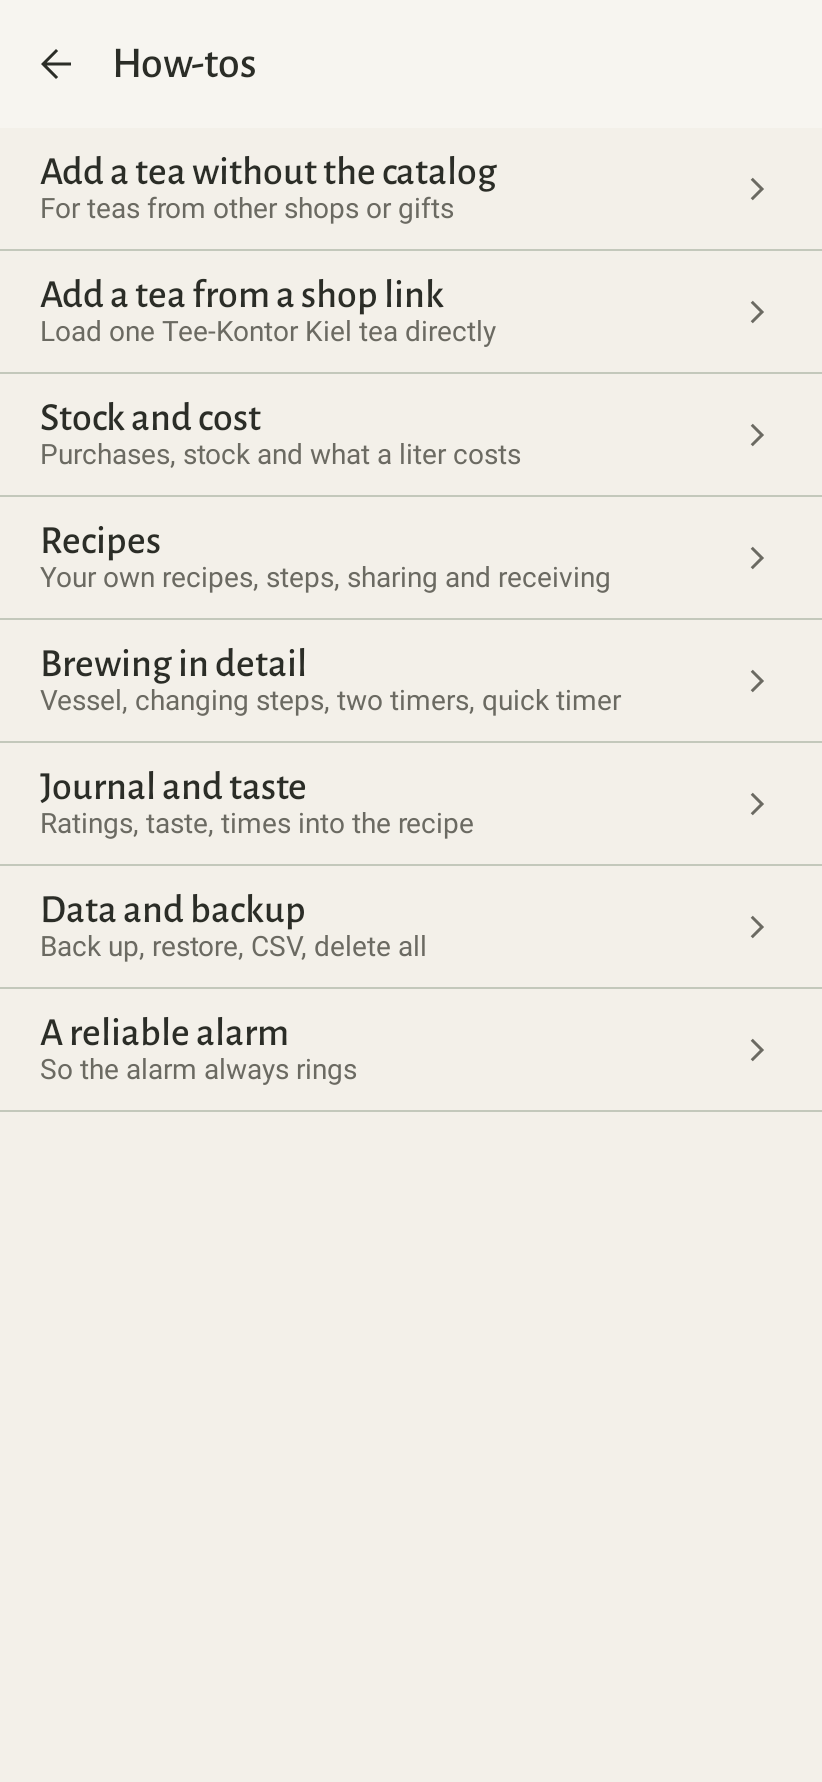 How-tos
Add a tea without the catalog
For teas from other shops or gifts
Add a tea from a shop link
Load one Tee-Kontor Kiel tea directly
Stock and cost
Purchases, stock and what a liter costs
Recipes
Your own recipes, steps, sharing and receiving
Brewing in detail
Vessel, changing steps, two timers, quick timer
Journal and taste
Ratings, taste, times into the recipe
Data and backup
Back up, restore, CSV, delete all
A reliable alarm
So the alarm always rings